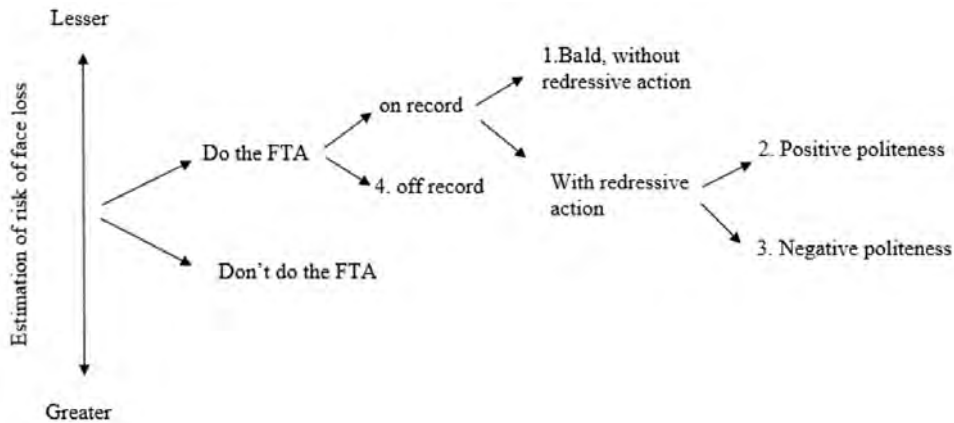 Lesser
Estimation of risk of face loss
1.Bald, without
redressive action
on record
Do the FTA
2. Positive politeness
4. off record
With redressive
action
3. Negative politeness
Don’t do the FTA
Greater